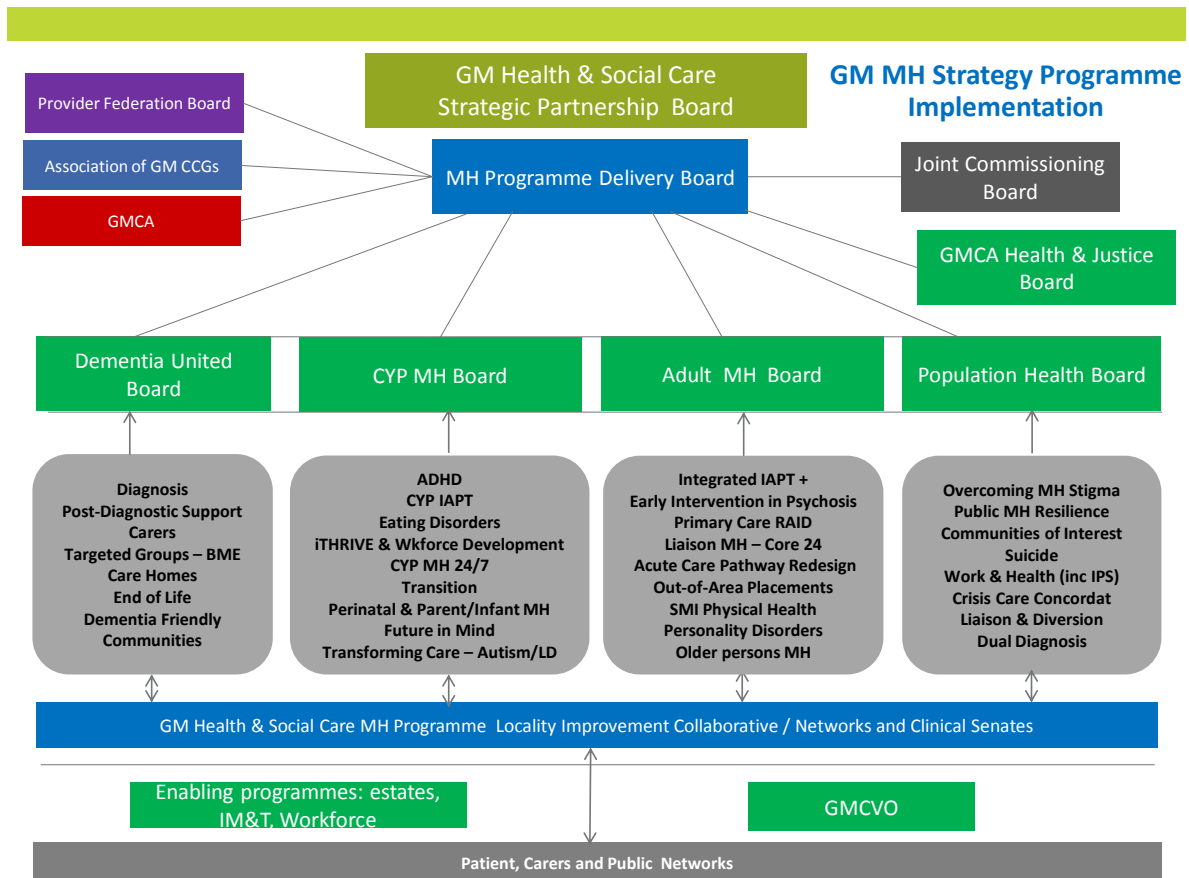 GM Health & Social Care
Strategic Partnership Board
GM MH Strategy Programme
Implementation
Provider Federation Board
Association of GM CCGs
GMCA
MH Programme Delivery Board
Joint Commissioning
Board
GMCA Health & Justice
Board
Dementia United
Board
CYP MH Board
Adult MH Board
Population Health Board
Diagnosis
Post-Diagnostic Support
Carers
Targeted Groups – BME
Care Homes
End of Life
Dementia Friendly
Communities
ADHD
CYP IAPT
Eating Disorders
iTHRIVE & Wkforce Development
CYP MH 24/7
Transition
Perinatal & Parent/Infant MH
Future in Mind
Transforming Care – Autism/LD
Integrated IAPT +
Early Intervention in Psychosis
Primary Care RAID
Liaison MH – Core 24
Acute Care Pathway Redesign
Out-of-Area Placements
SMI Physical Health
Personality Disorders
Older persons MH
Overcoming MH Stigma
Public MH Resilience
Communities of Interest
Suicide
Work & Health (inc IPS)
Crisis Care Concordat
Liaison & Diversion
Dual Diagnosis
GM Health & Social Care MH Programme Locality Improvement Collaborative / Networks and Clinical Senates
Enabling programmes: estates,
IM&T, Workforce
GMCVO
Patient, Carers and Public Networks